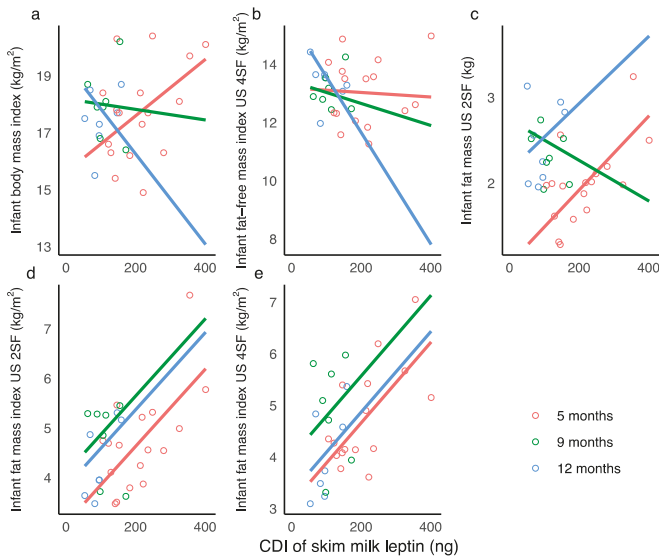 a
Infant body mass index (kg/m²)
19
17
15
13
0 200 400
b
Infant fat−free mass index US 4SF (kg/m²)
14
12
10
8
0 200 400
c
Infant fat mass US 2SF (kg)
3
2
0 200 400
d
Infant fat mass index US 2SF (kg/m²)
7
6
5
4
0 200 400
e
Infant fat mass index US 4SF (kg/m²)
7
6
5
4
3
0 200 400
CDI of skim milk leptin (ng)
5 months
9 months
12 months